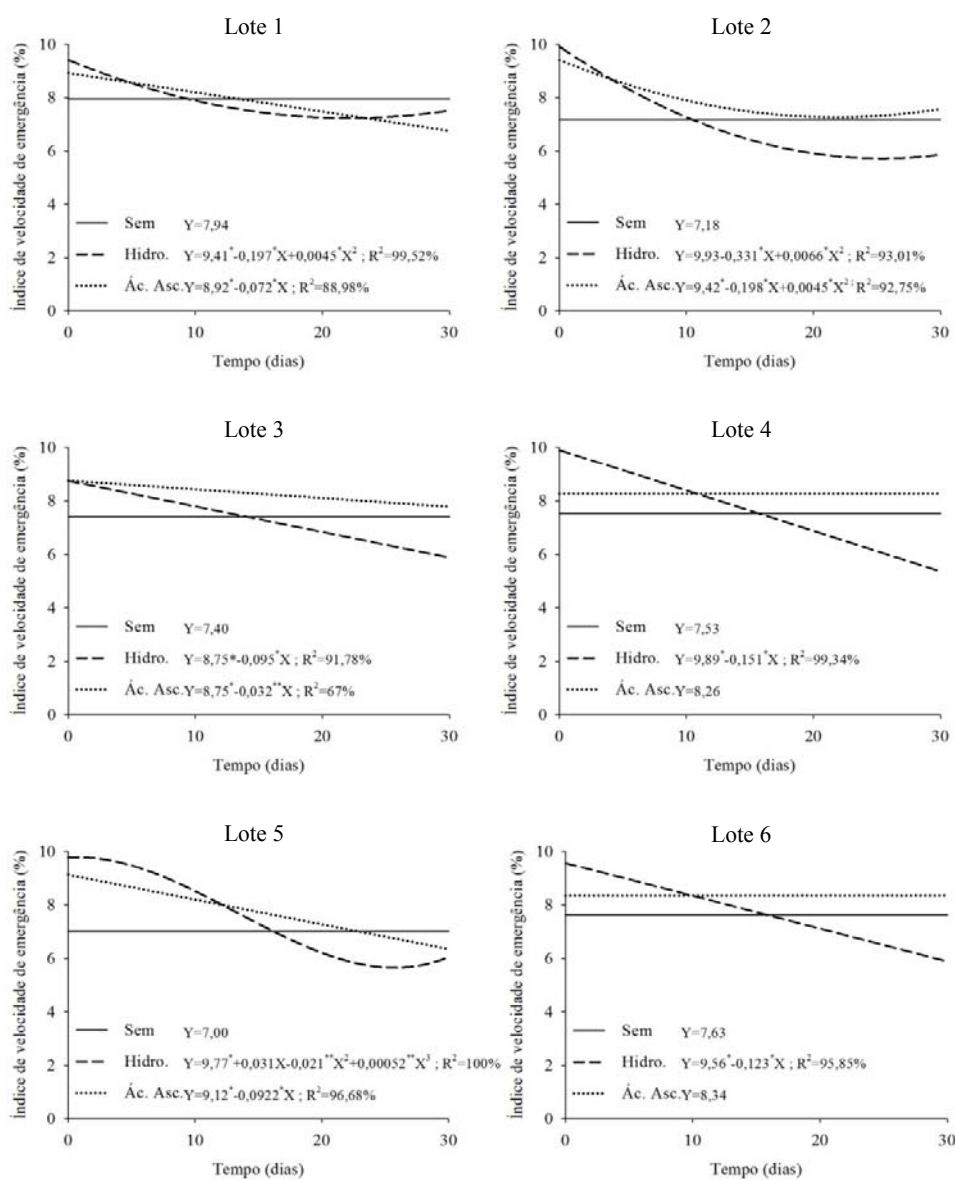 Lote 1
Índice de velocidade de emergência (%)
10
8
6
4
2
0
Sem Y=7,94
Hidro. Y=9,41*-0,197*X+0,0045*X² ; R²=99,52%
Ác. Asc. Y=8,92*-0,072*X ; R²=88,98%
0 10 20 30
Tempo (dias)
Lote 2
Índice de velocidade de emergência (%)
10
8
6
4
2
0
Sem Y=7,18
Hidro. Y=9,93-0,331*X+0,0066*X² ; R²=93,01%
Ác. Asc. Y=9,42*-0,198*X+0,0045*X² ; R²=92,75%
0 10 20 30
Tempo (dias)
Lote 3
Índice de velocidade de emergência (%)
10
8
6
4
2
0
Sem Y=7,40
Hidro. Y=8,75*-0,095*X ; R²=91,78%
Ác. Asc. Y=8,75*-0,032**X ; R²=67%
0 10 20 30
Tempo (dias)
Lote 4
Índice de velocidade de emergência (%)
10
8
6
4
2
0
Sem Y=7,53
Hidro. Y=9,89*-0,151*X ; R²=99,34%
Ác. Asc. Y=8,26
0 10 20 30
Tempo (dias)
Lote 5
Índice de velocidade de emergência (%)
10
8
6
4
2
0
Sem Y=7,00
Hidro. Y=9,77*+0,031X-0,021**X²+0,00052**X³ ; R²=100%
Ác. Asc. Y=9,12*-0,0922*X ; R²=96,68%
0 10 20 30
Tempo (dias)
Lote 6
Índice de velocidade de emergência (%)
10
8
6
4
2
0
Sem Y=7,63
Hidro. Y=9,56*-0,123*X ; R²=95,85%
Ác. Asc. Y=8,34
0 10 20 30
Tempo (dias)